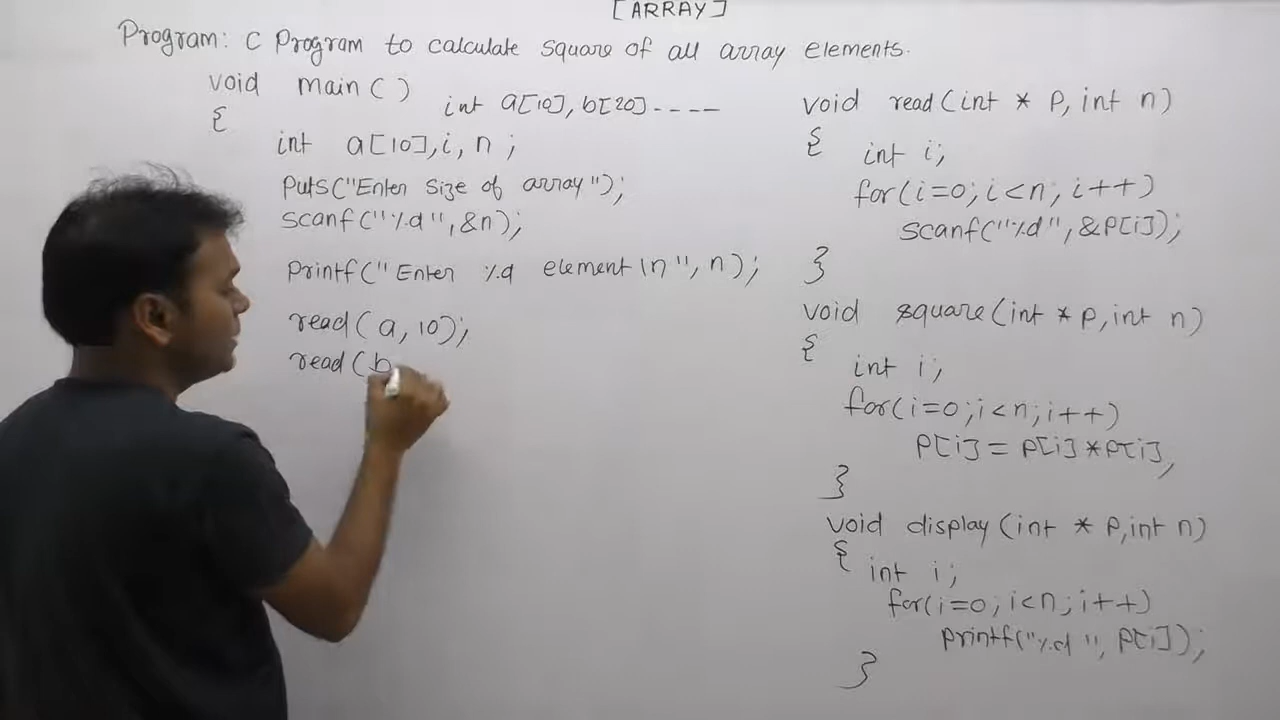 [ARRAY]
Program: C Program to calculate square of all array elements.
void main()
{
int a[10], b[20]----
int a[10], i, n ;
Puts("Enter size of array");
scanf("%d", &n);
Printf("Enter %d element\n", n);
read(a, 10);
read(b
void read(int * P, int n)
{
int i;
for(i=0; i<n, i++)
scanf("%d", &P[i]);
}
void square(int * P, int n)
{
int i;
for(i=0; i<n; i++)
P[i] = P[i]*P[i],
}
void display(int * P, int n)
{
int i;
for(i=0; i<n; i++)
printf("%d ", P[i]);
}